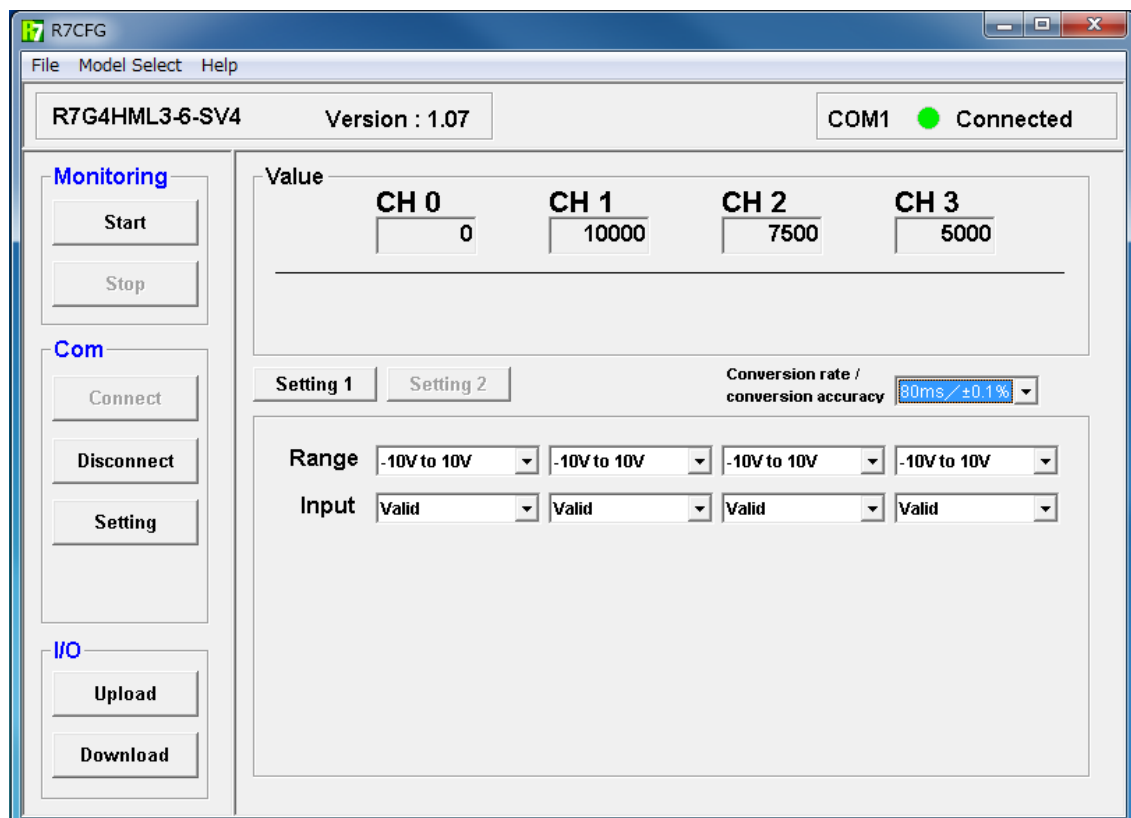 R7 R7CFG
File Model Select Help
R7G4HML3-6-SV4 Version : 1.07 COM1 Connected
Monitoring
Start
Stop
Com
Connect
Disconnect
Setting
I/O
Upload
Download
Value
CH 0 CH 1 CH 2 CH 3
0 10000 7500 5000
Setting 1 Setting 2
Conversion rate /
conversion accuracy 80ms／±0.1%
Range -10V to 10V -10V to 10V -10V to 10V -10V to 10V
Input Valid Valid Valid Valid